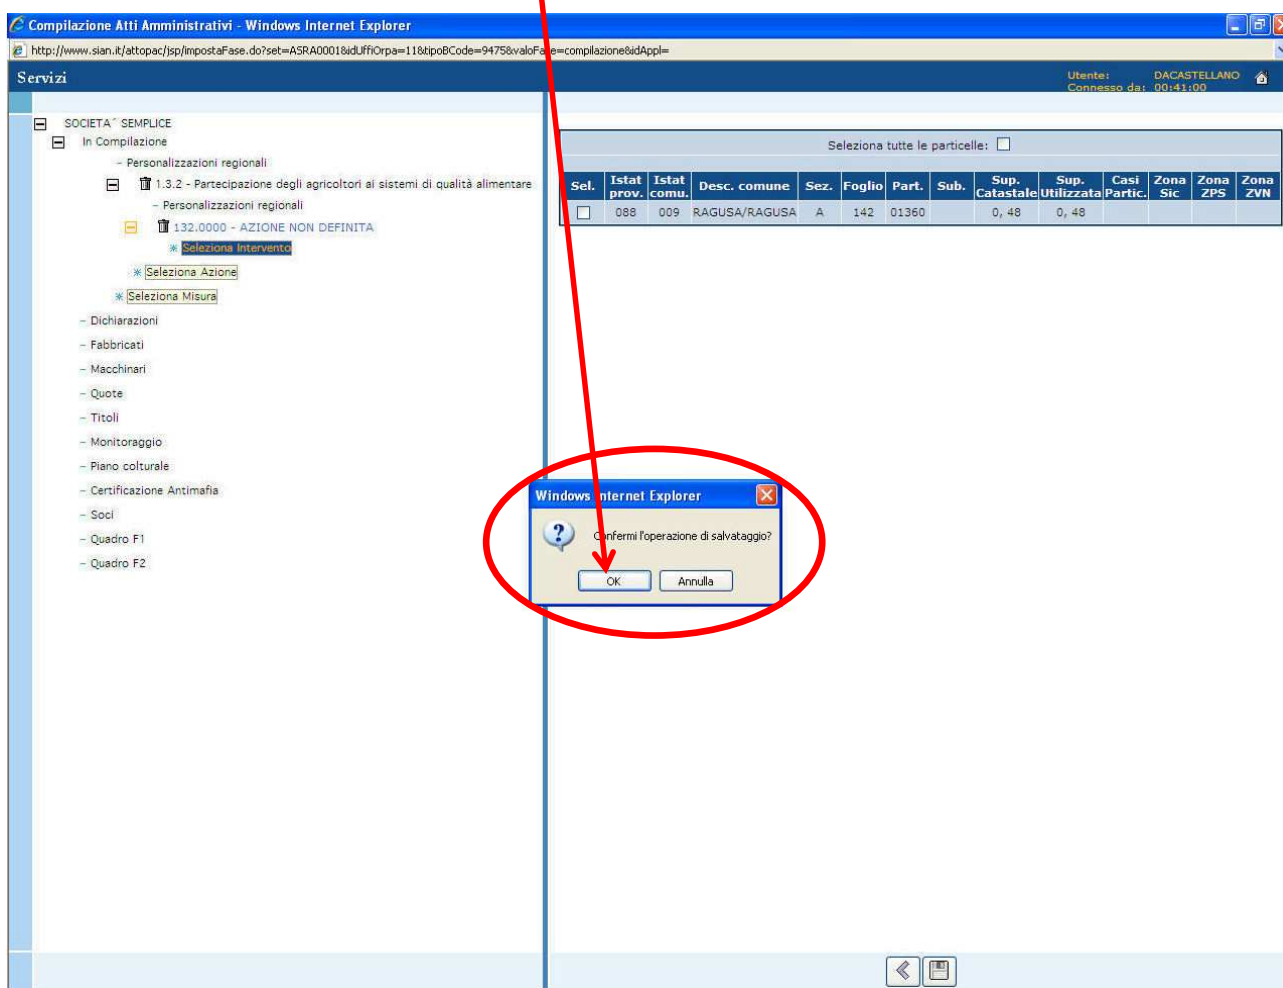 Compilazione Atti Amministrativi - Windows Internet Explorer
http://www.sian.it/attopac/jsp/impostaFase.do?set=ASRA0001&idUffiOrpa=11&tipoBCode=9475&valoFase=compilazione&idAppl=
Servizi
Utente: DACASTELLANO
Connesso da: 00:41:00
SOCIETA´ SEMPLICE
In Compilazione
- Personalizzazioni regionali
1.3.2 - Partecipazione degli agricoltori ai sistemi di qualità alimentare
- Personalizzazioni regionali
132.0000 - AZIONE NON DEFINITA
Seleziona Intervento
Seleziona Azione
Seleziona Misura
- Dichiarazioni
- Fabbricati
- Macchinari
- Quote
- Titoli
- Monitoraggio
- Piano colturale
- Certificazione Antimafia
- Soci
- Quadro F1
- Quadro F2
Seleziona tutte le particelle:
Sel. Istat prov. Istat comu. Desc. comune Sez. Foglio Part. Sub. Sup. Catastale Sup. Utilizzata Casi Partic. Zona Sic Zona ZPS Zona ZVN
088 009 RAGUSA/RAGUSA A 142 01360 0, 48 0, 48
Windows Internet Explorer
Confermi l'operazione di salvataggio?
OK Annulla